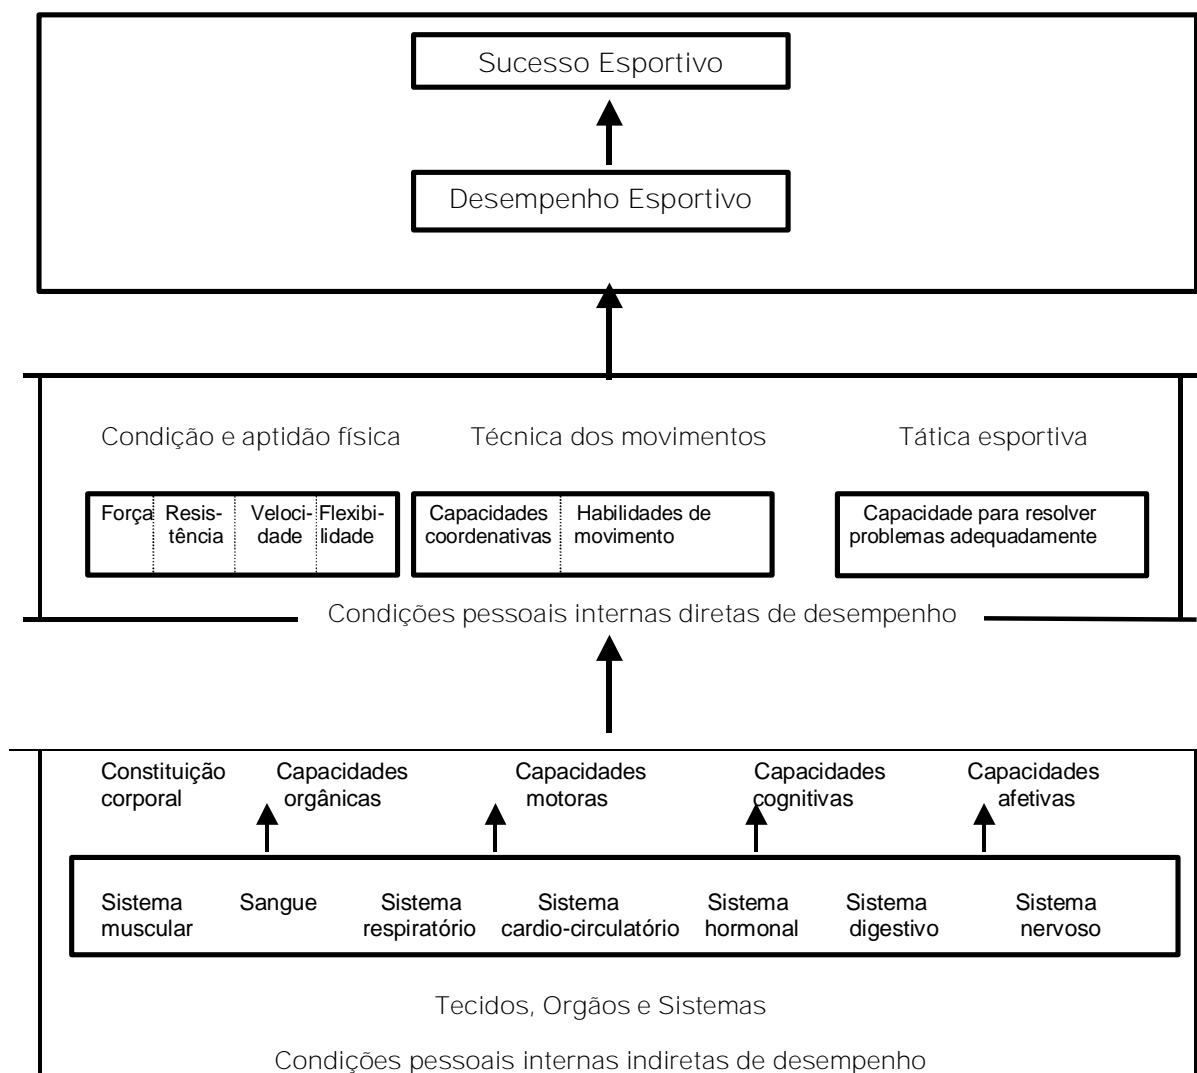 Sucesso Esportivo
Desempenho Esportivo
Condição e aptidão física
Técnica dos movimentos
Tática esportiva
Força
Resis-
tência
Veloci-
dade
Flexibi-
lidade
Capacidades
coordenativas
Habilidades de
movimento
Capacidade para resolver
problemas adequadamente
Condições pessoais internas diretas de desempenho
Constituição
corporal
Capacidades
orgânicas
Capacidades
motoras
Capacidades
cognitivas
Capacidades
afetivas
Sistema
muscular
Sangue
Sistema
respiratório
Sistema
cardio-circulatório
Sistema
hormonal
Sistema
digestivo
Sistema
nervoso
Tecidos, Orgãos e Sistemas
Condições pessoais internas indiretas de desempenho